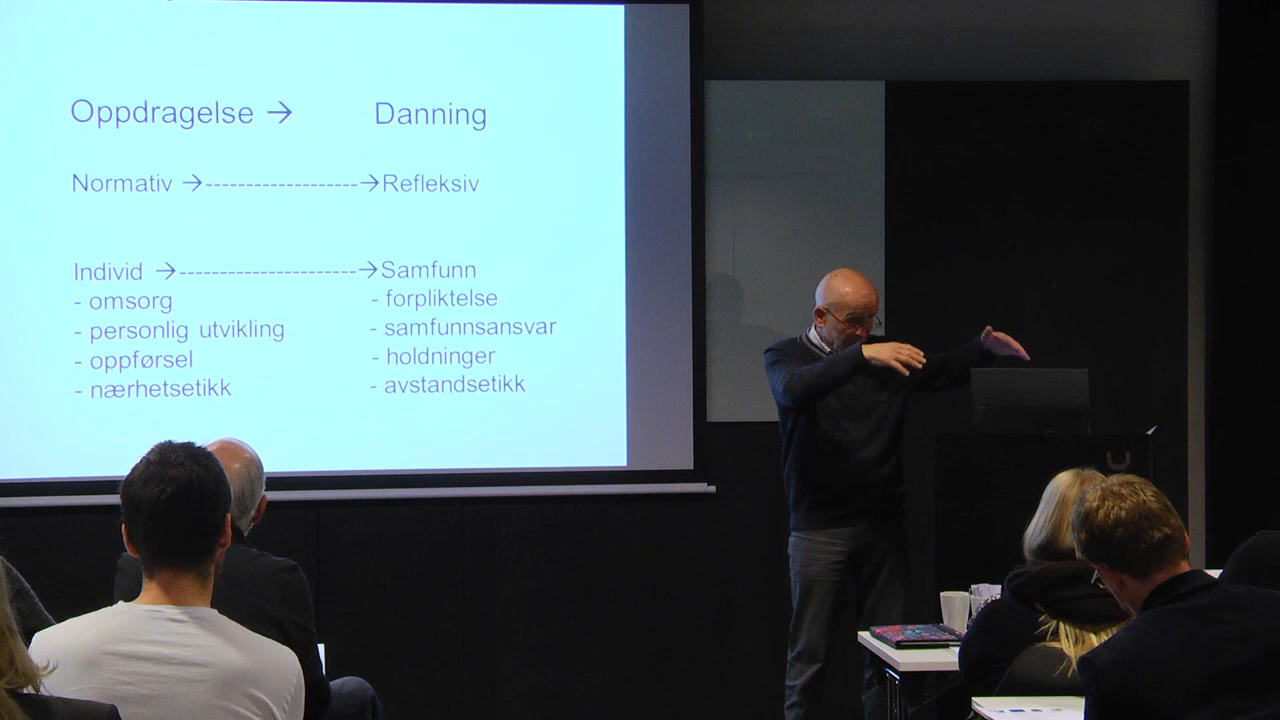 Oppdragelse → Danning
Normativ →-------------------→Refleksiv
Individ →----------------------→Samfunn
- omsorg - forpliktelse
- personlig utvikling - samfunnsansvar
- oppførsel - holdninger
- nærhetsetikk - avstandsetikk